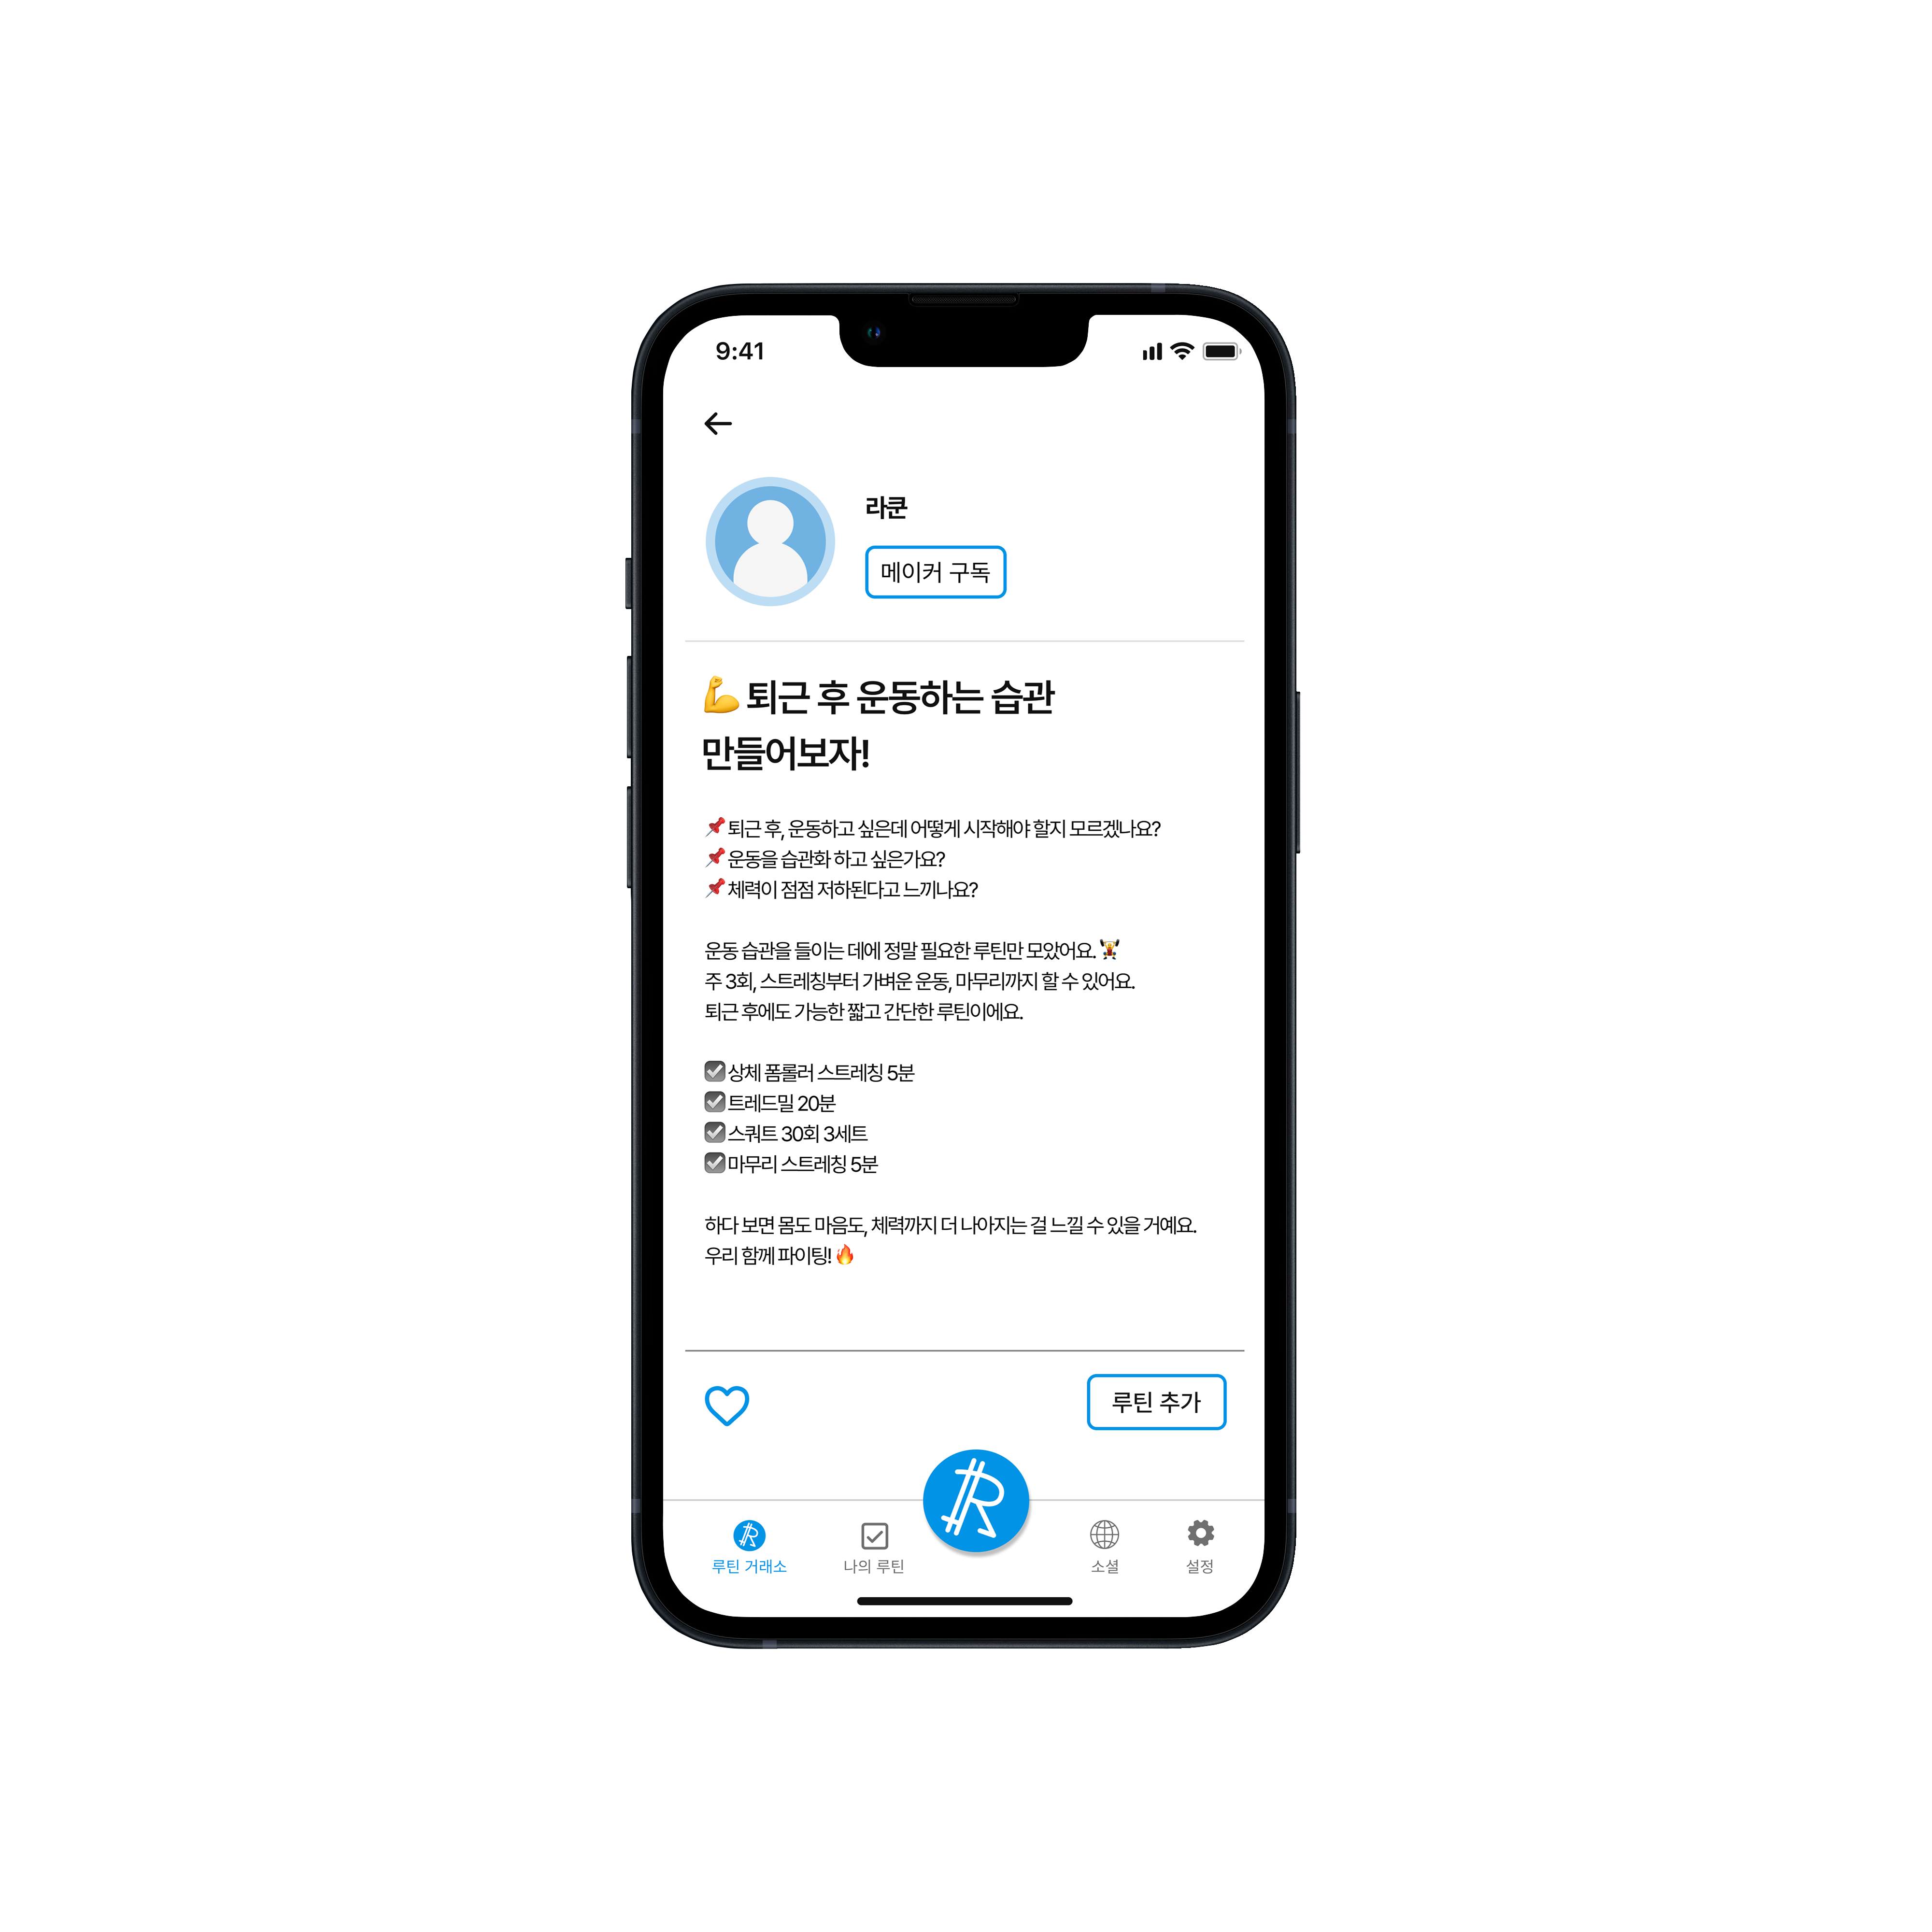 9:41
라쿤
메이커 구독
💪퇴근 후 운동하는 습관
만들어보자!
📌퇴근 후, 운동하고 싶은데 어떻게 시작해야 할지 모르겠나요?
📌운동을 습관화 하고 싶은가요?
📌체력이 점점 저하된다고 느끼나요?
운동 습관을 들이는 데에 정말 필요한 루틴만 모았어요.🏋️
주 3회, 스트레칭부터 가벼운 운동, 마무리까지 할 수 있어요.
퇴근 후에도 가능한 짧고 간단한 루틴이에요.
☑️상체 폼롤러 스트레칭 5분
☑️트레드밀 20분
☑️스쿼트 30회 3세트
☑️마무리 스트레칭 5분
하다 보면 몸도 마음도, 체력까지 더 나아지는 걸 느낄 수 있을 거예요.
우리 함께 파이팅!🔥
루틴 추가
루틴 거래소
나의 루틴
소셜
설정